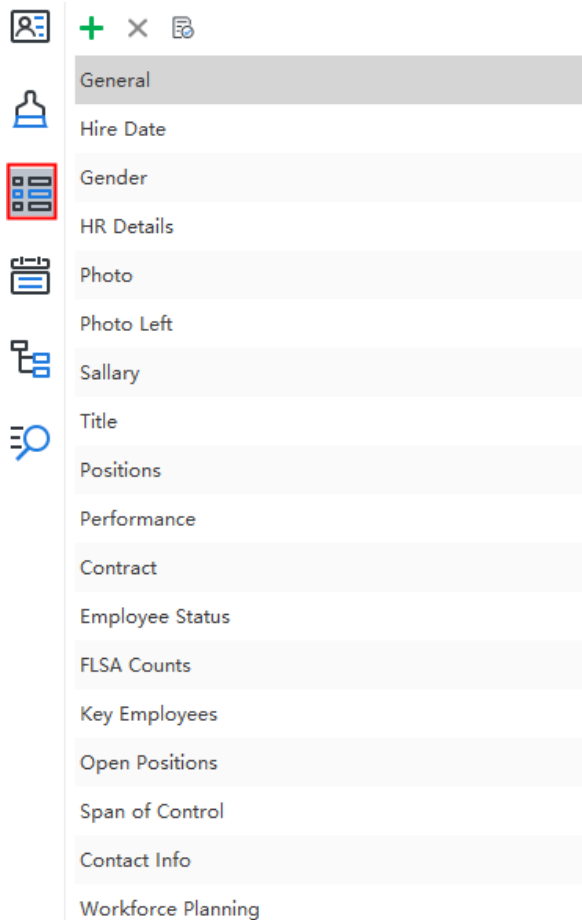 General
Hire Date
Gender
HR Details
Photo
Photo Left
Sallary
Title
Positions
Performance
Contract
Employee Status
FLSA Counts
Key Employees
Open Positions
Span of Control
Contact Info
Workforce Planning